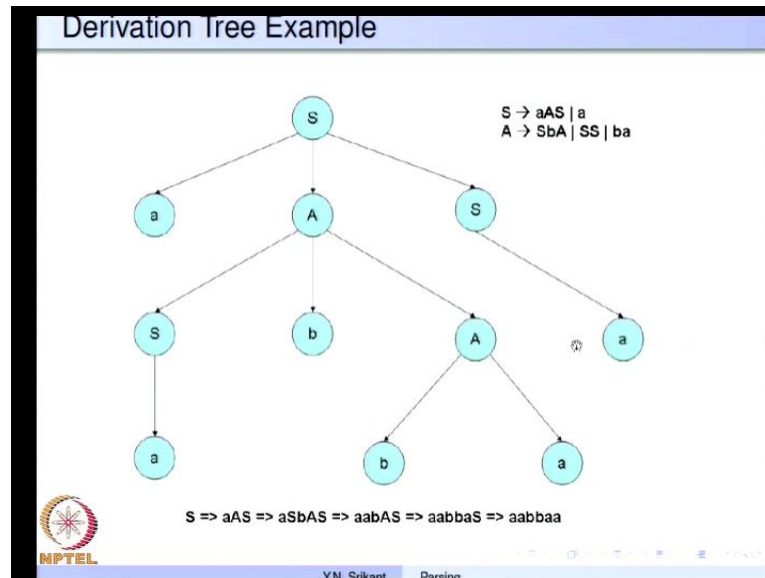 Derivation Tree Example
S → aAS | a
A → SbA | SS | ba
S
a A S
S b A a
a b a
S => aAS => aSbAS => aabAS => aabbaS => aabbaa
NPTEL
Y.N. Srikant Parsing